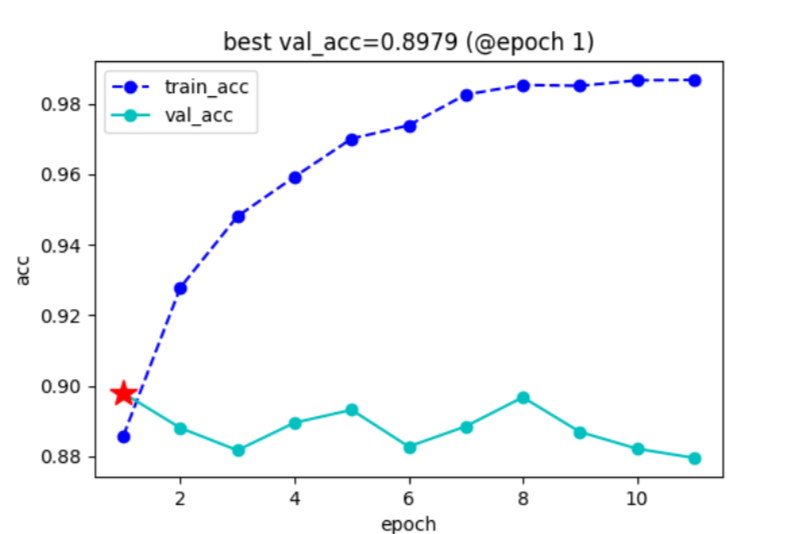 best val_acc=0.8979 (@epoch 1)
train_acc
val_acc
0.98
0.96
0.94
0.92
0.90
0.88
acc
2 4 6 8 10
epoch